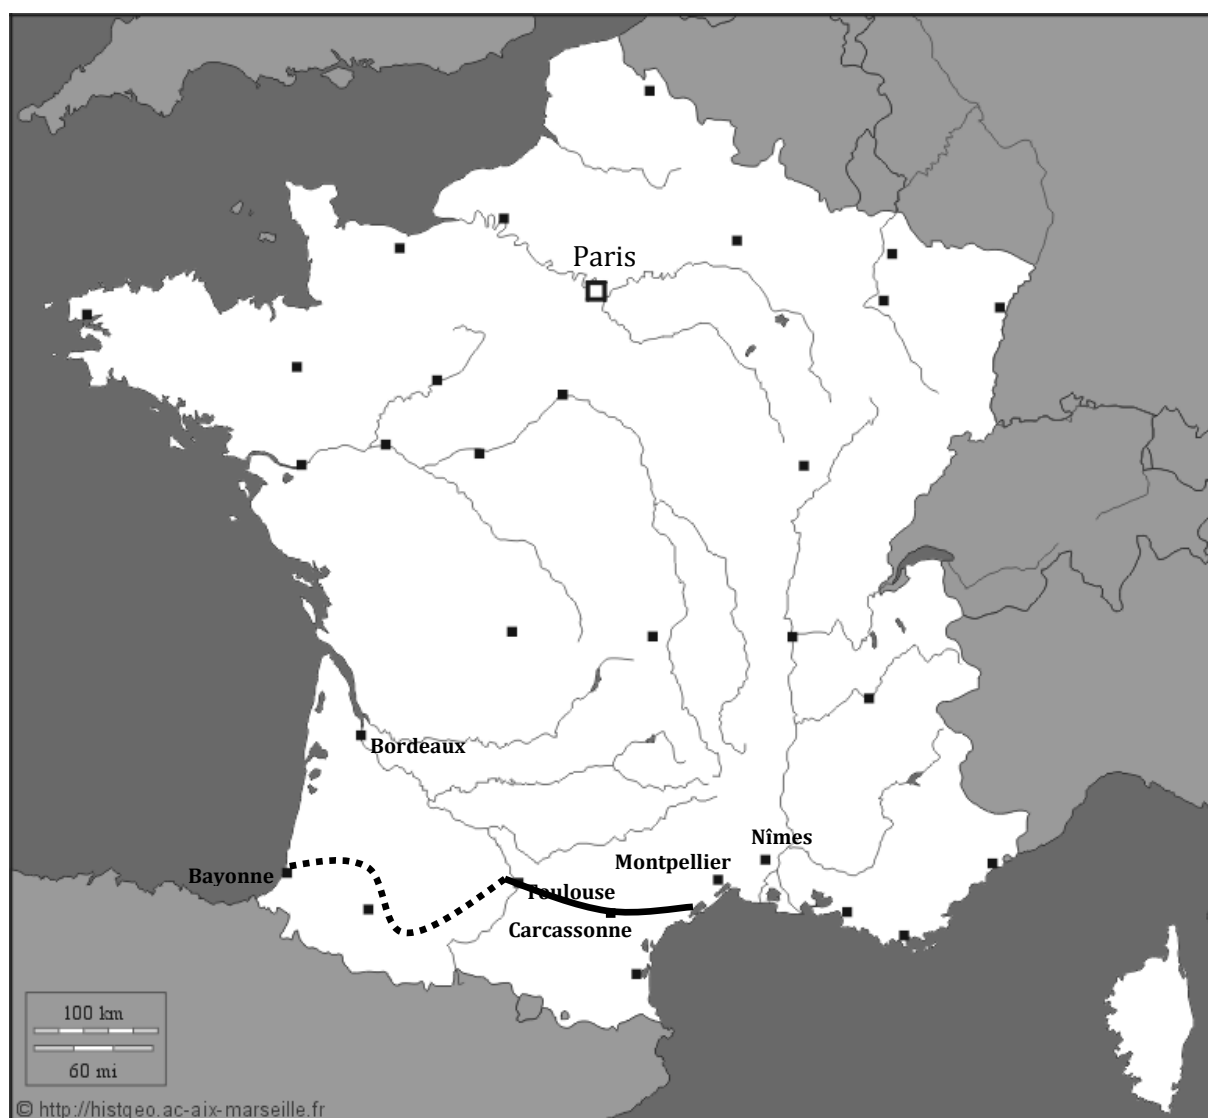 Paris
Bordeaux
Nîmes
Montpellier
Bayonne
Toulouse
Carcassonne
100 km
60 mi
© http://histgeo.ac-aix-marseille.fr